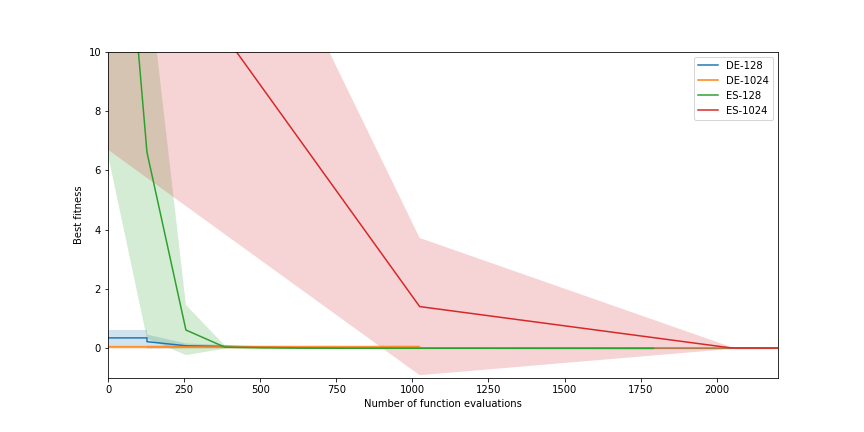 10
8
6
4
2
0
Best fitness
0 250 500 750 1000 1250 1500 1750 2000
Number of function evaluations
DE-128
DE-1024
ES-128
ES-1024